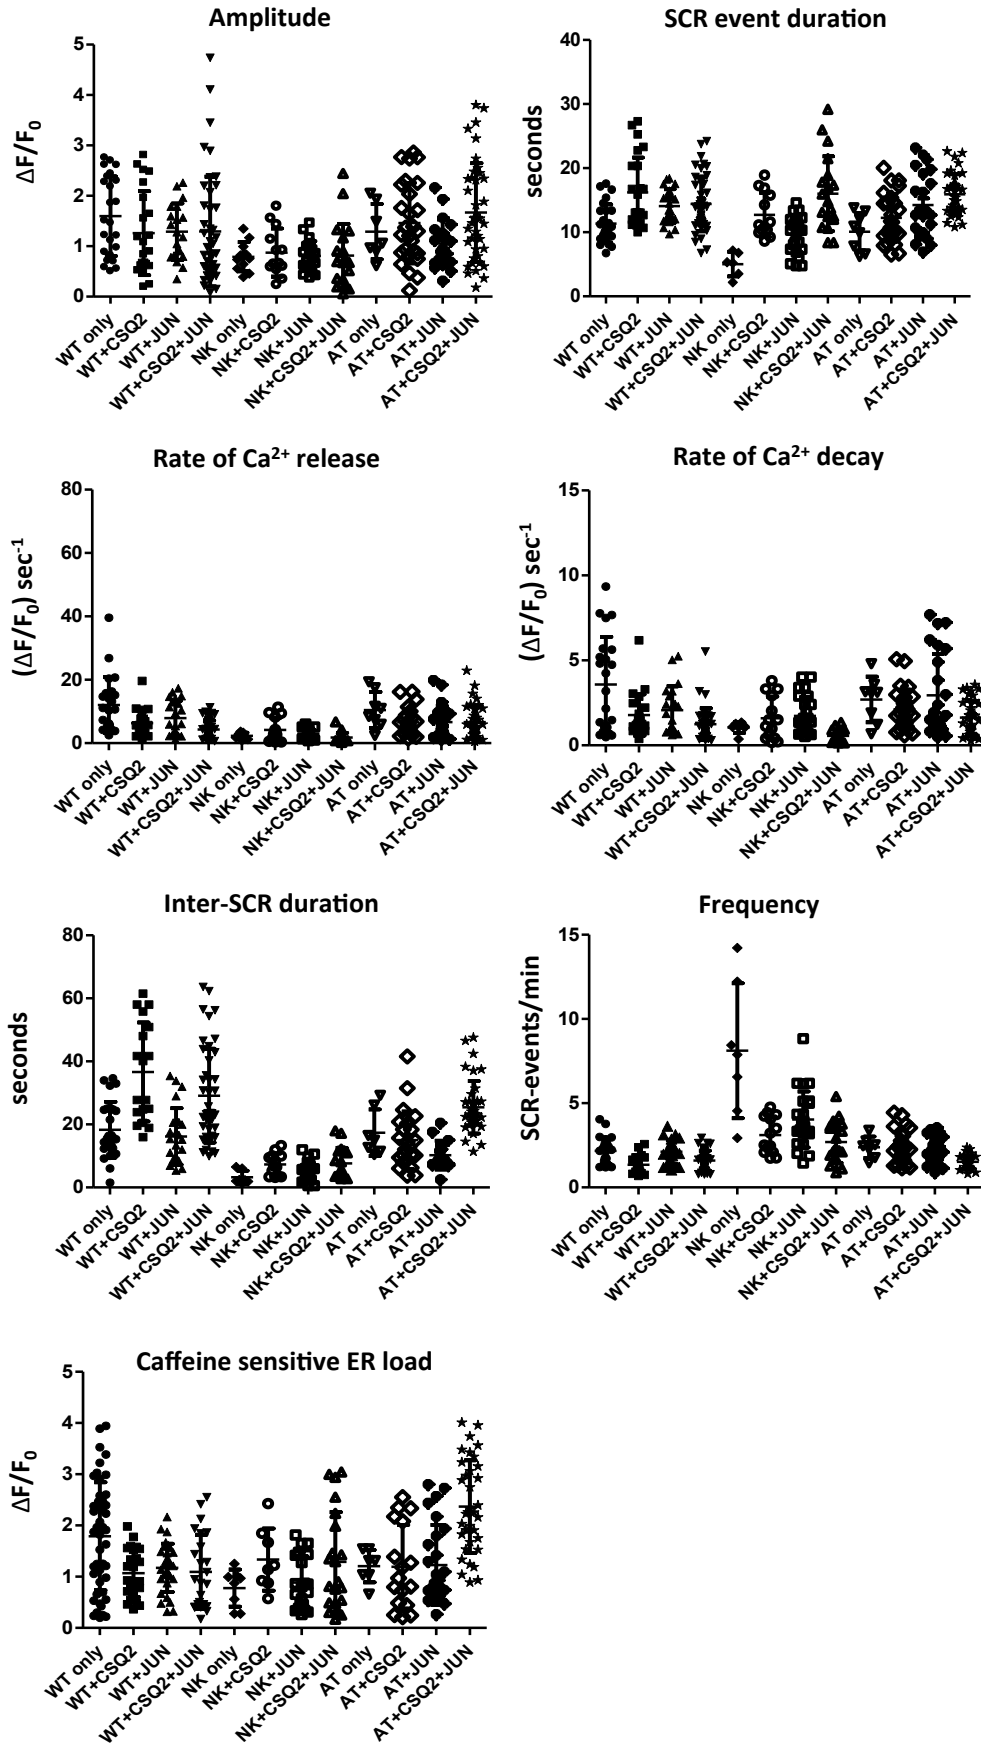 Amplitude
ΔF/F0
5
4
3
2
1
0
WT only
WT+CSQ2
WT+JUN
WT+CSQ2+JUN
NK only
NK+CSQ2
NK+JUN
NK+CSQ2+JUN
AT only
AT+CSQ2
AT+JUN
AT+CSQ2+JUN
SCR event duration
seconds
40
30
20
10
0
WT only
WT+CSQ2
WT+JUN
WT+CSQ2+JUN
NK only
NK+CSQ2
NK+JUN
NK+CSQ2+JUN
AT only
AT+CSQ2
AT+JUN
AT+CSQ2+JUN
Rate of Ca²⁺ release
(ΔF/F0) sec⁻¹
80
60
40
20
0
WT only
WT+CSQ2
WT+JUN
WT+CSQ2+JUN
NK only
NK+CSQ2
NK+JUN
NK+CSQ2+JUN
AT only
AT+CSQ2
AT+JUN
AT+CSQ2+JUN
Rate of Ca²⁺ decay
(ΔF/F0) sec⁻¹
15
10
5
0
WT only
WT+CSQ2
WT+JUN
WT+CSQ2+JUN
NK only
NK+CSQ2
NK+JUN
NK+CSQ2+JUN
AT only
AT+CSQ2
AT+JUN
AT+CSQ2+JUN
Inter-SCR duration
seconds
80
60
40
20
0
WT only
WT+CSQ2
WT+JUN
WT+CSQ2+JUN
NK only
NK+CSQ2
NK+JUN
NK+CSQ2+JUN
AT only
AT+CSQ2
AT+JUN
AT+CSQ2+JUN
Frequency
SCR-events/min
15
10
5
0
WT only
WT+CSQ2
WT+JUN
WT+CSQ2+JUN
NK only
NK+CSQ2
NK+JUN
NK+CSQ2+JUN
AT only
AT+CSQ2
AT+JUN
AT+CSQ2+JUN
Caffeine sensitive ER load
ΔF/F0
5
4
3
2
1
0
WT only
WT+CSQ2
WT+JUN
WT+CSQ2+JUN
NK only
NK+CSQ2
NK+JUN
NK+CSQ2+JUN
AT only
AT+CSQ2
AT+JUN
AT+CSQ2+JUN